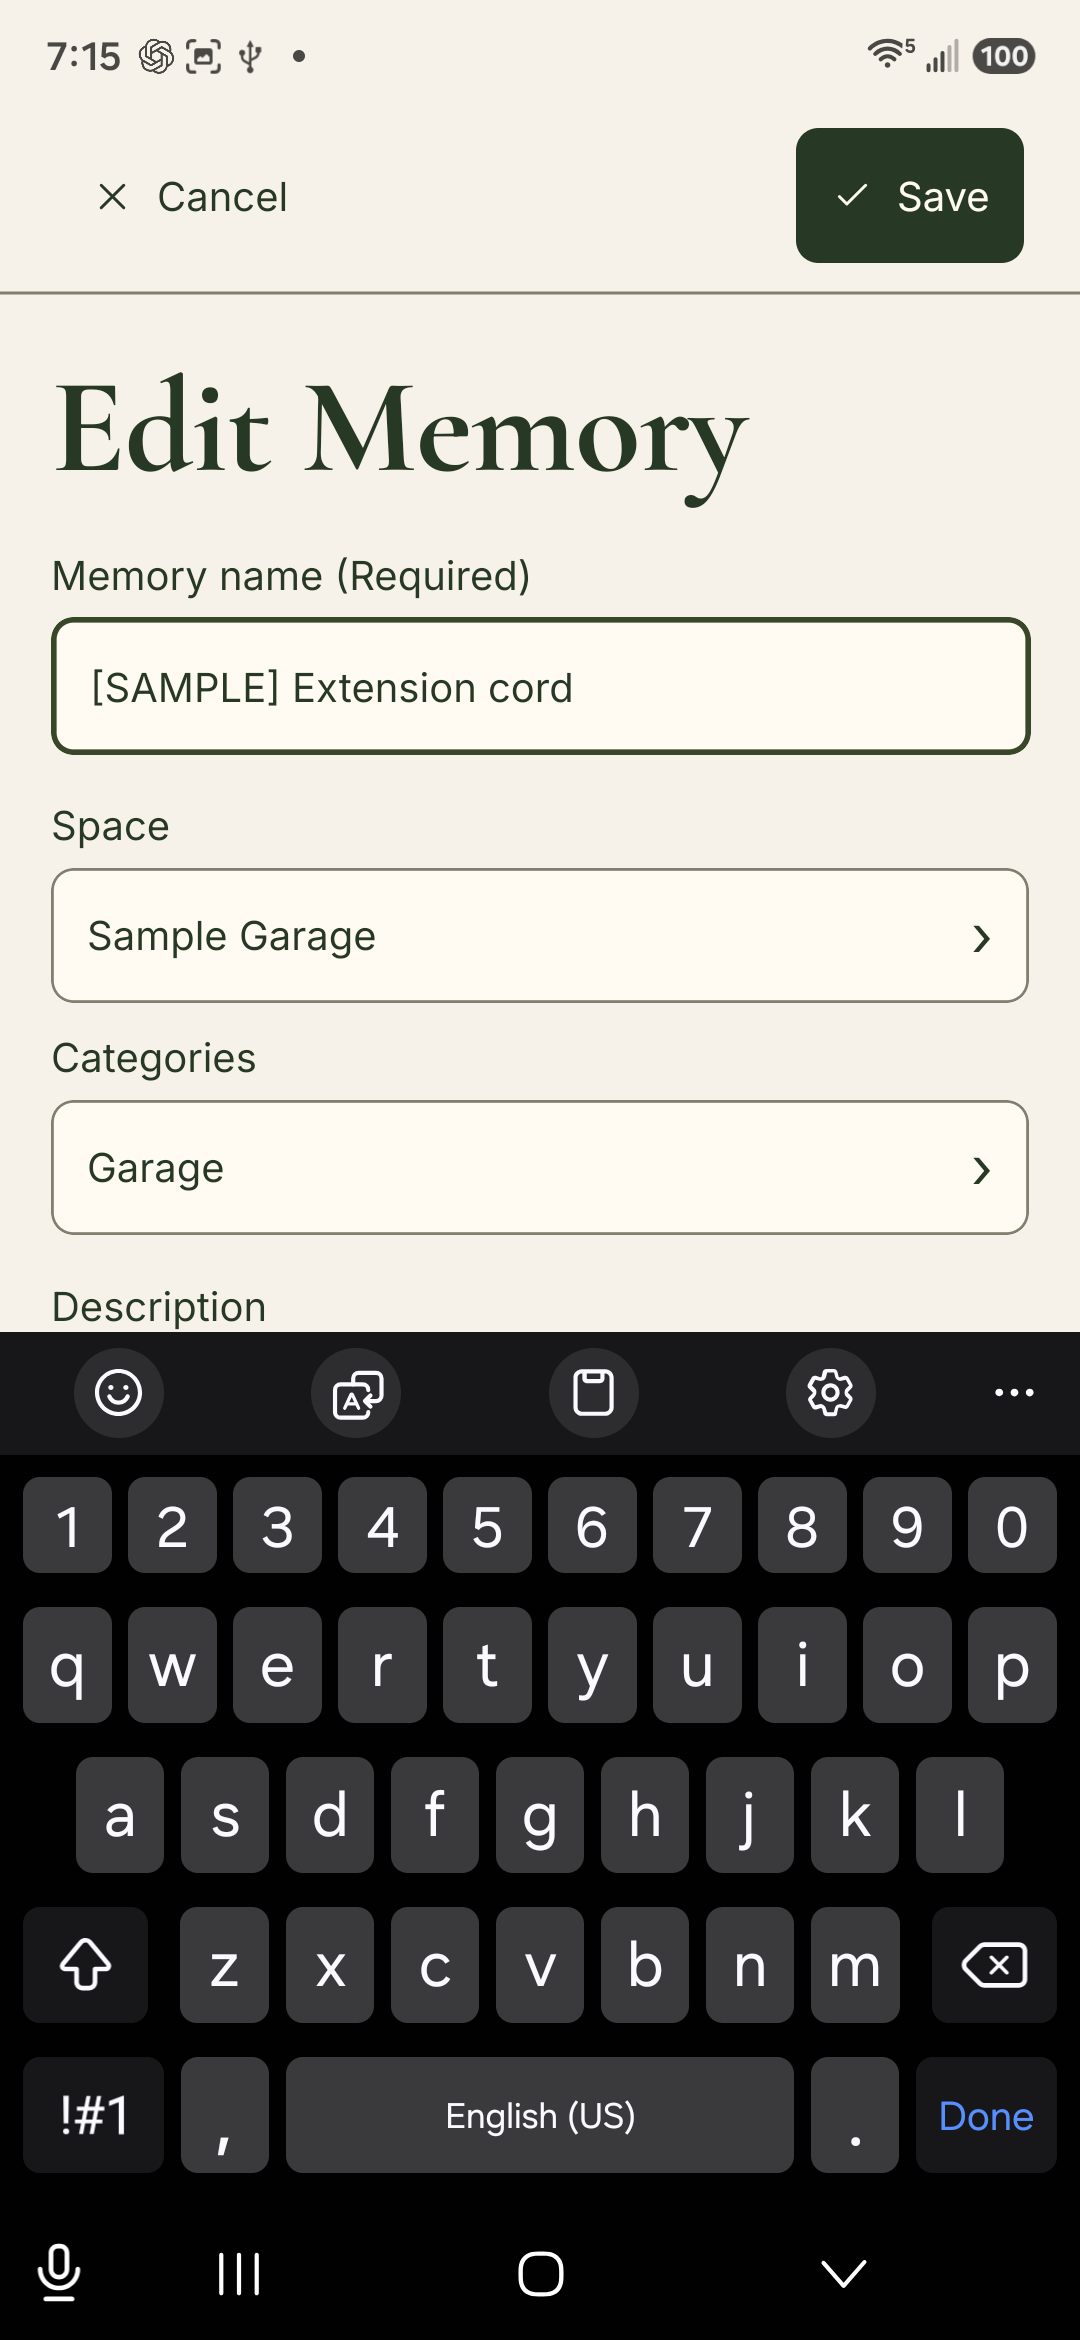 7:15
5
100
Cancel
Save
Edit Memory
Memory name (Required)
[SAMPLE] Extension cord
Space
Sample Garage
Categories
Garage
Description
A
1 2 3 4 5 6 7 8 9 0
q w e r t y u i o p
a s d f g h j k l
z x c v b n m
!#1 , English (US) . Done